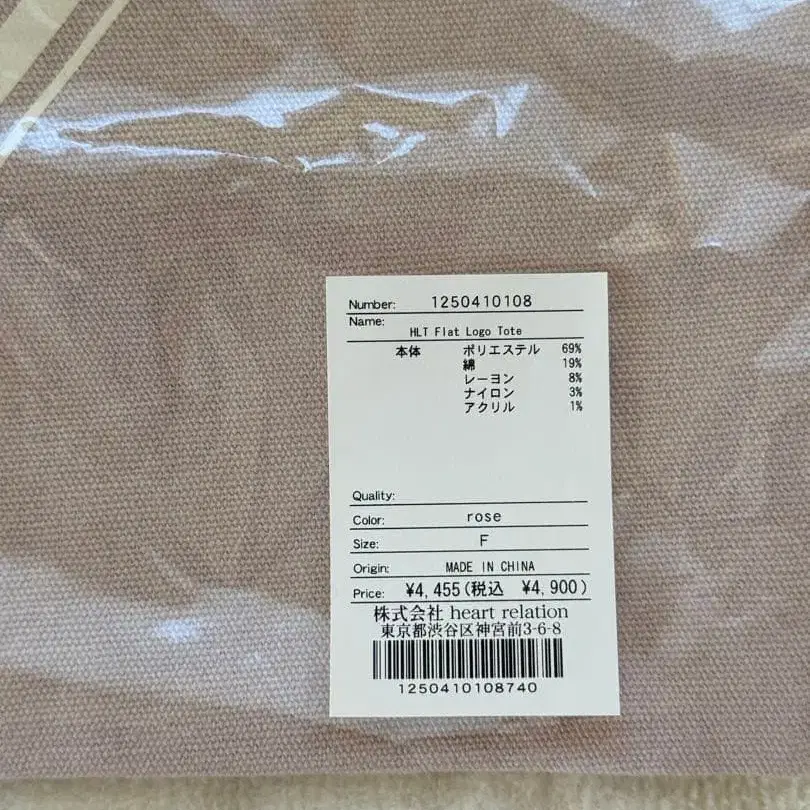 Number: 1250410108
Name:
HLT Flat Logo Tote
本体 ポリエステル 69%
綿 19%
レーヨン 8%
ナイロン 3%
アクリル 1%
Quality:
Color: rose
Size: F
Origin: MADE IN CHINA
Price: ¥4,455(税込 ¥4,900)
株式会社 heart relation
東京都渋谷区神宮前3-6-8
1250410108740